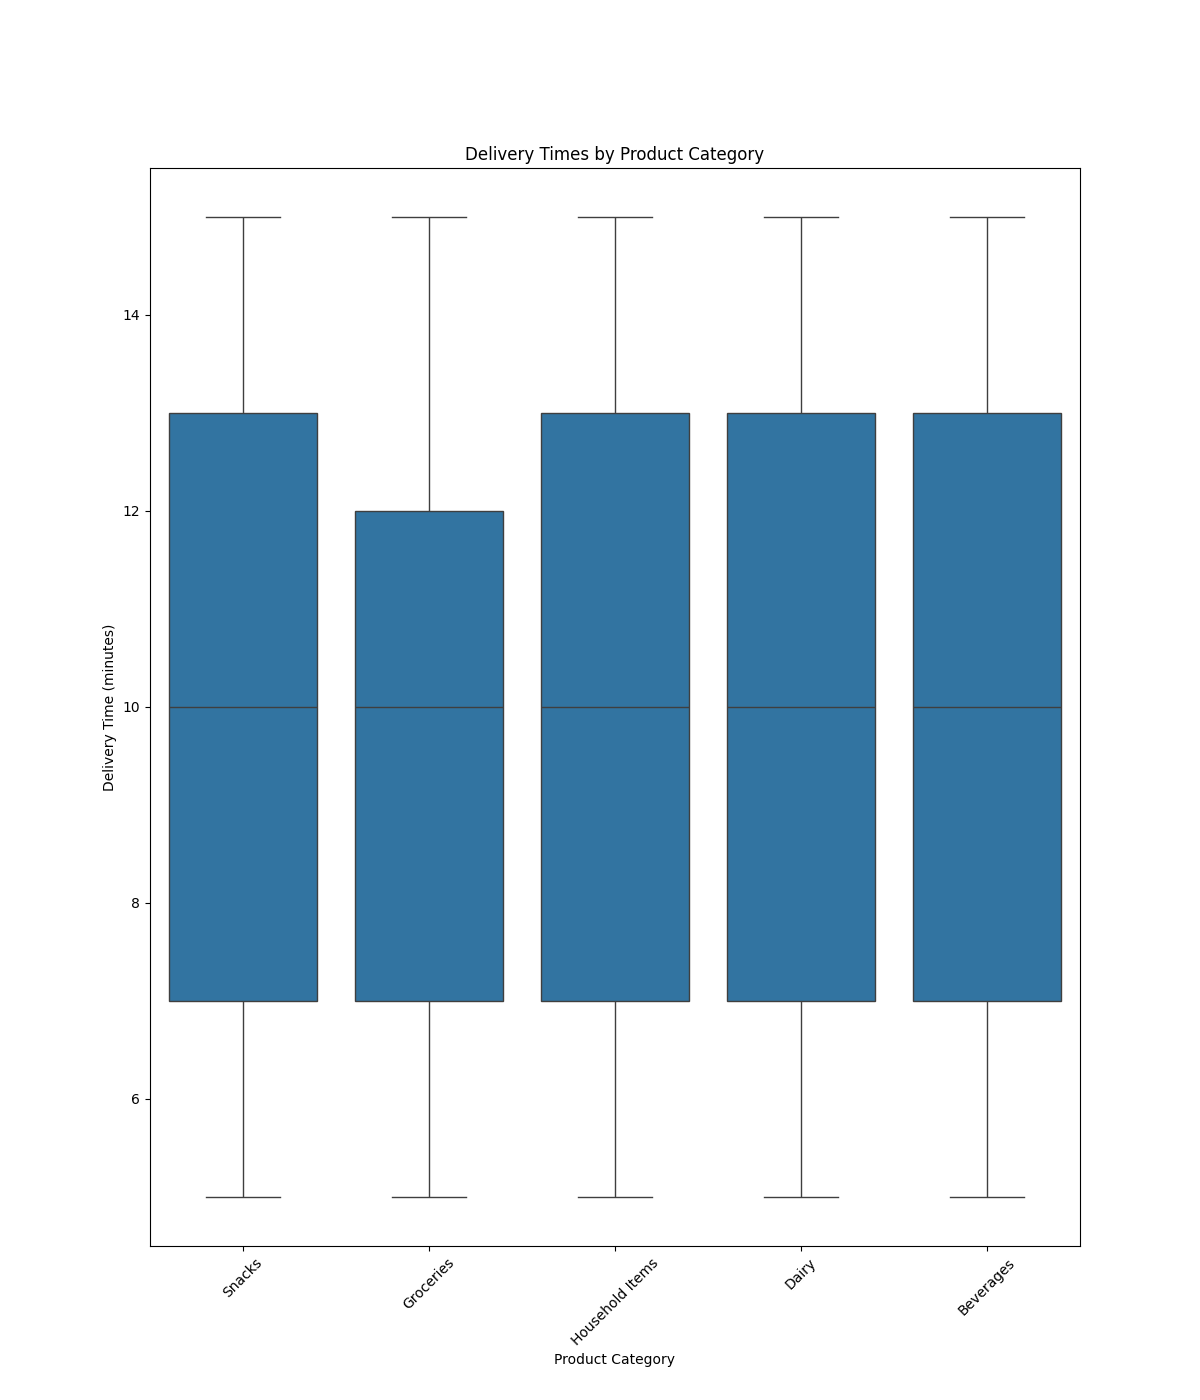 Delivery Times by Product Category
Delivery Time (minutes)
14
12
10
8
6
Snacks
Groceries
Household Items
Dairy
Beverages
Product Category